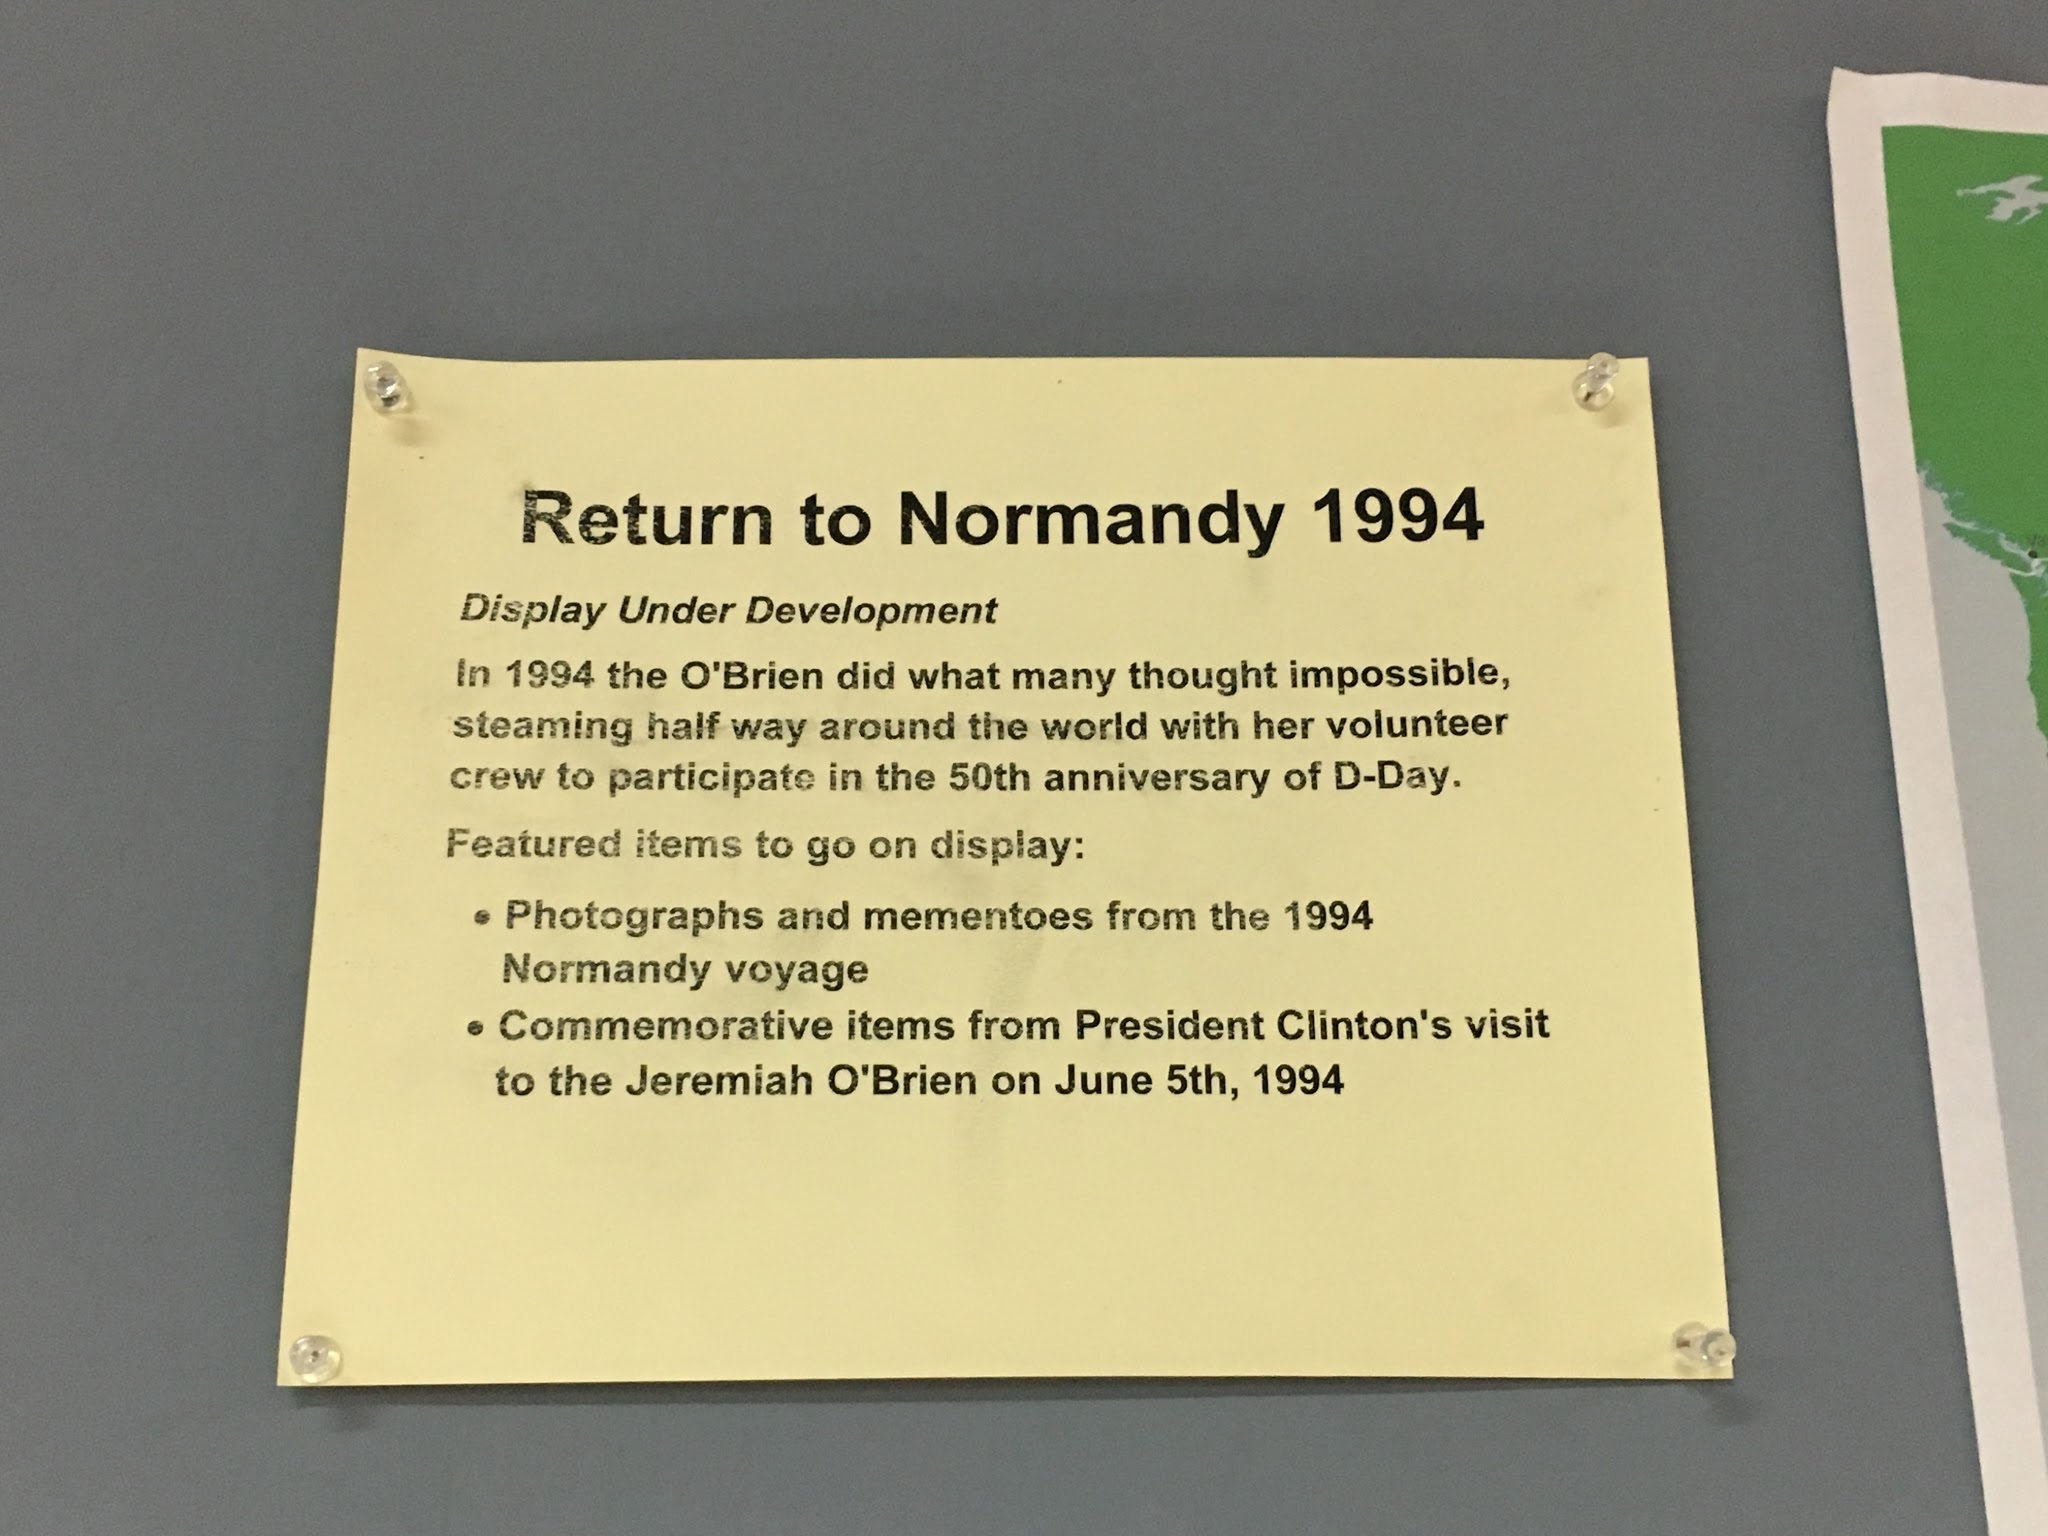 Return to Normandy 1994
Display Under Development
In 1994 the O'Brien did what many thought impossible,
steaming half way around the world with her volunteer
crew to participate in the 50th anniversary of D-Day.
Featured items to go on display:
• Photographs and mementoes from the 1994
Normandy voyage
• Commemorative items from President Clinton's visit
to the Jeremiah O'Brien on June 5th, 1994